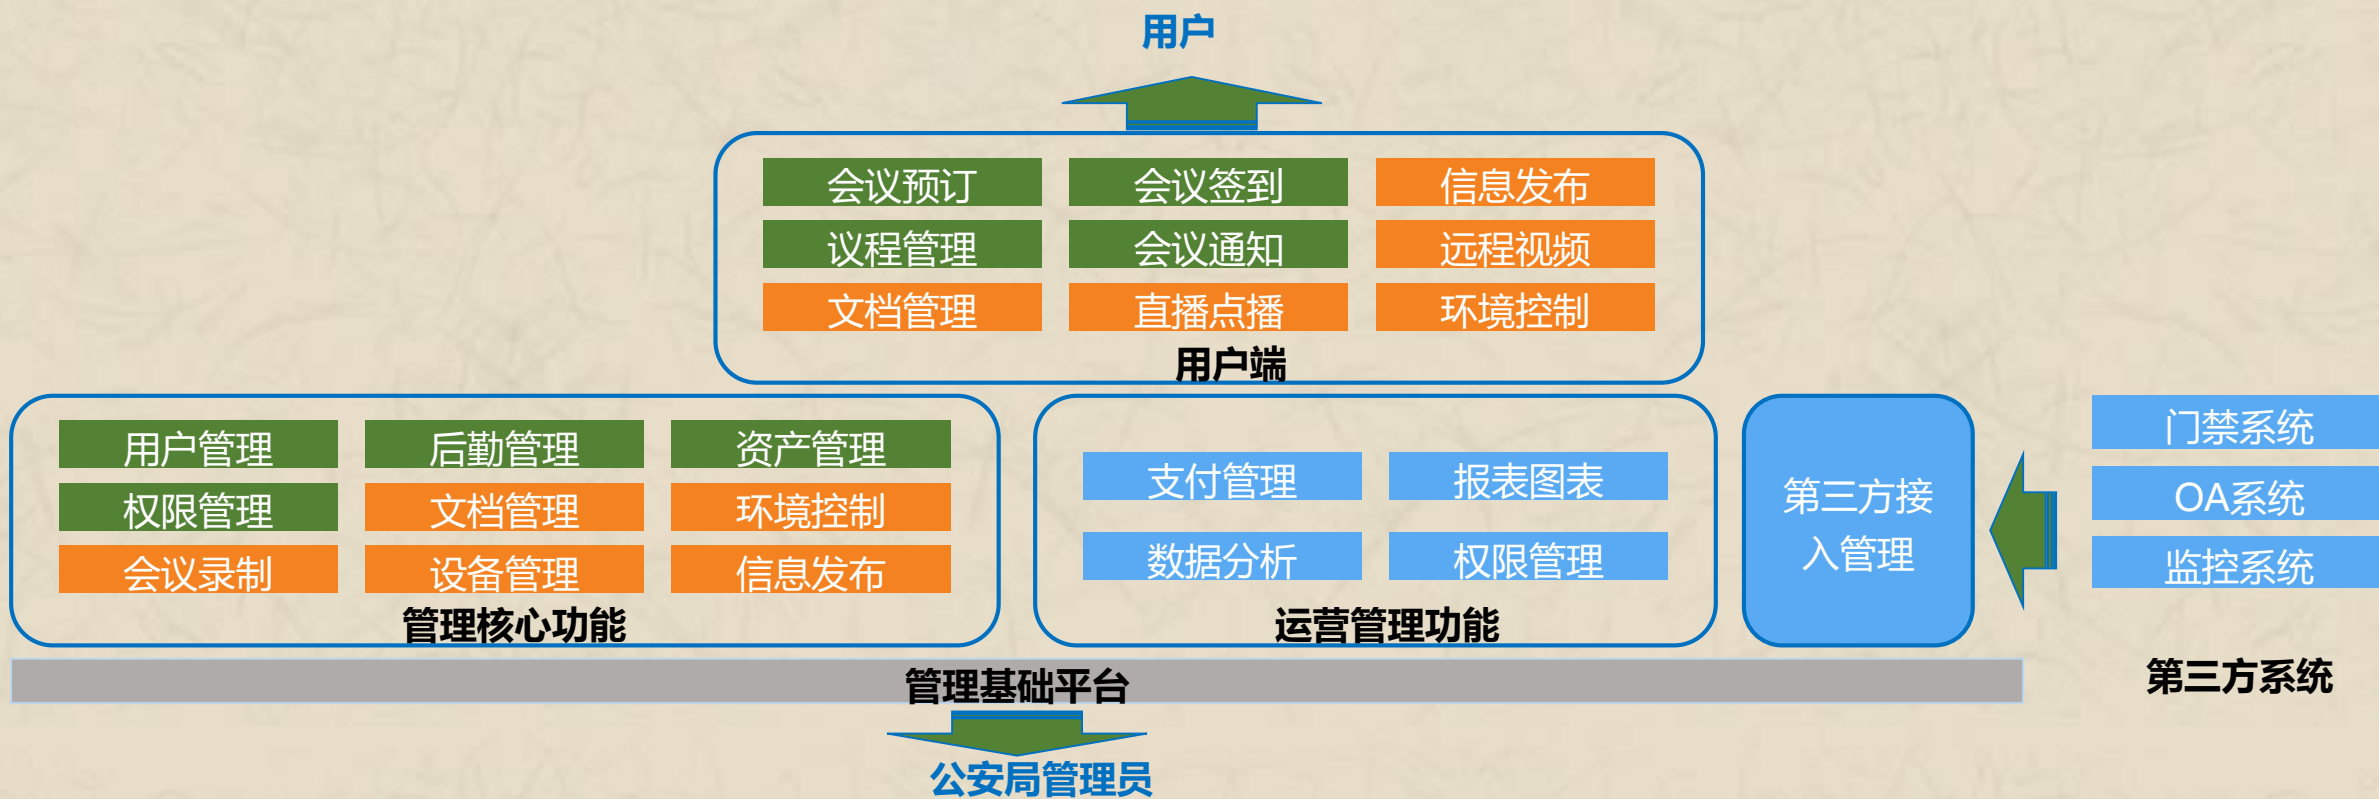 用户
会议预订
会议签到
信息发布
议程管理
会议通知
远程视频
文档管理
直播点播
环境控制
用户端
用户管理
后勤管理
资产管理
权限管理
文档管理
环境控制
会议录制
设备管理
信息发布
管理核心功能
支付管理
报表图表
数据分析
权限管理
运营管理功能
第三方接
入管理
门禁系统
OA系统
监控系统
第三方系统
管理基础平台
公安局管理员